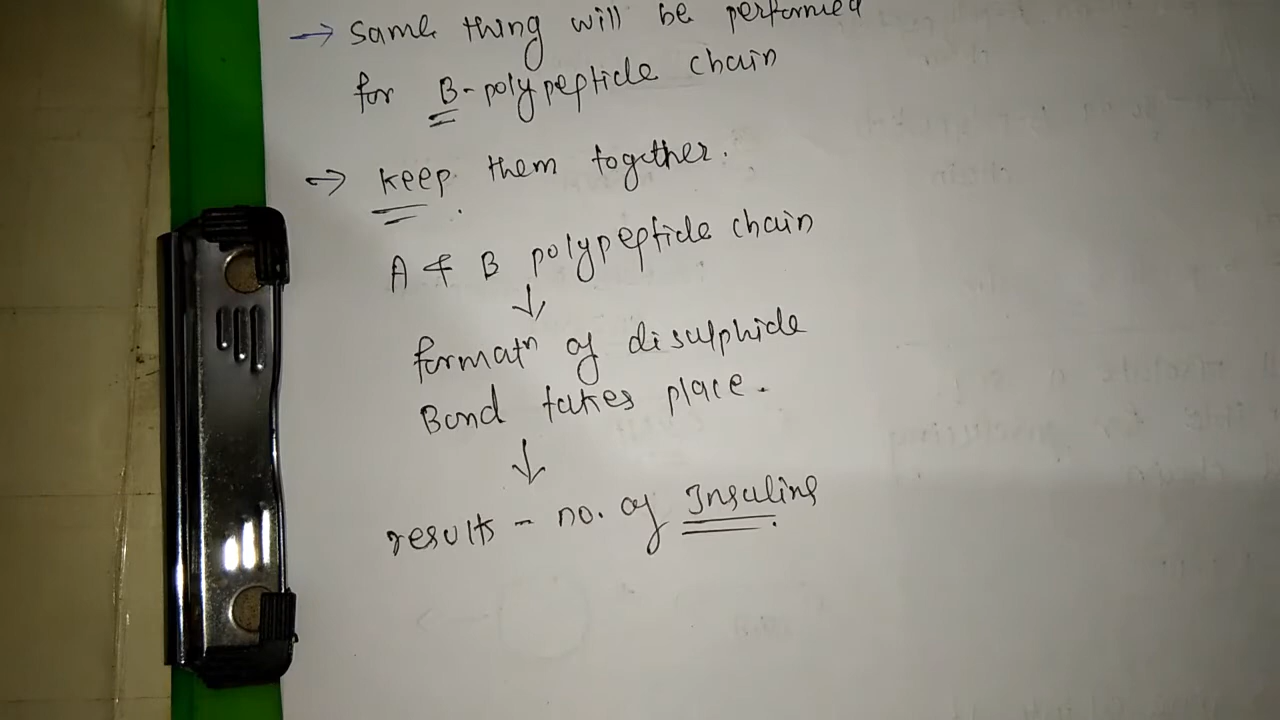 → Same thing will be performed
for B-polypeptide chain
→ Keep them together.
A & B polypeptide chain
↓
formatⁿ of disulphide
Bond takes place.
↓
results - no. of Insulins